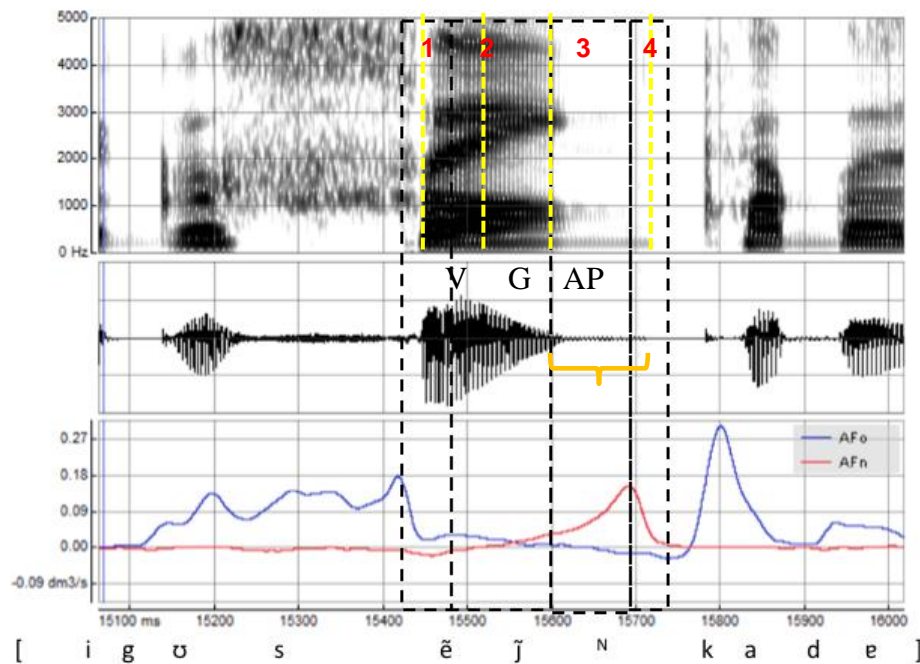 5000
1 2 3 4
4000
3000
2000
1000
0 Hz
V G AP
0.27
0.18
0.09
0.00
-0.09 dm3/s
AFo
AFn
15100 ms 15200 15300 15400 15500 15600 15700 15800 15900 16000
[ i g ʊ s ẽ j̃ ᴺ k a d ɐ ]